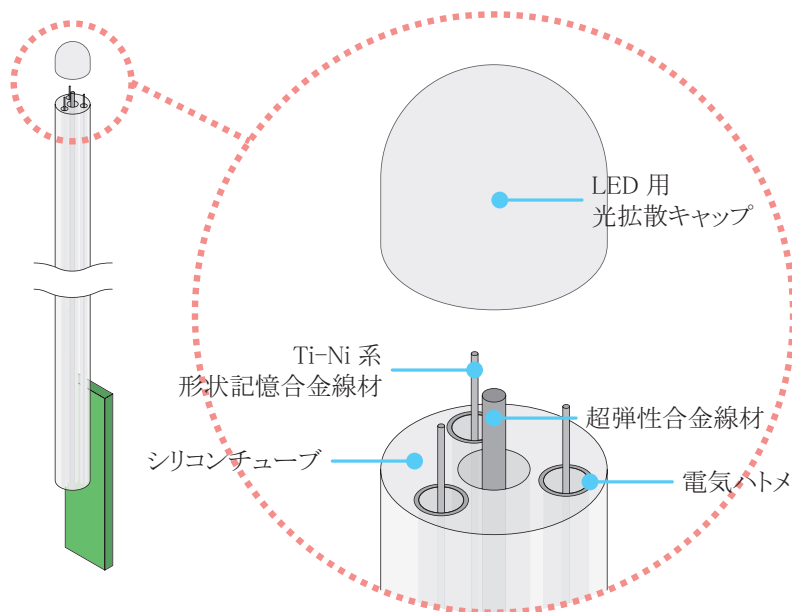 LED 用
光拡散キャップ
Ti-Ni 系
形状記憶合金線材
超弾性合金線材
シリコンチューブ
電気ハトメ